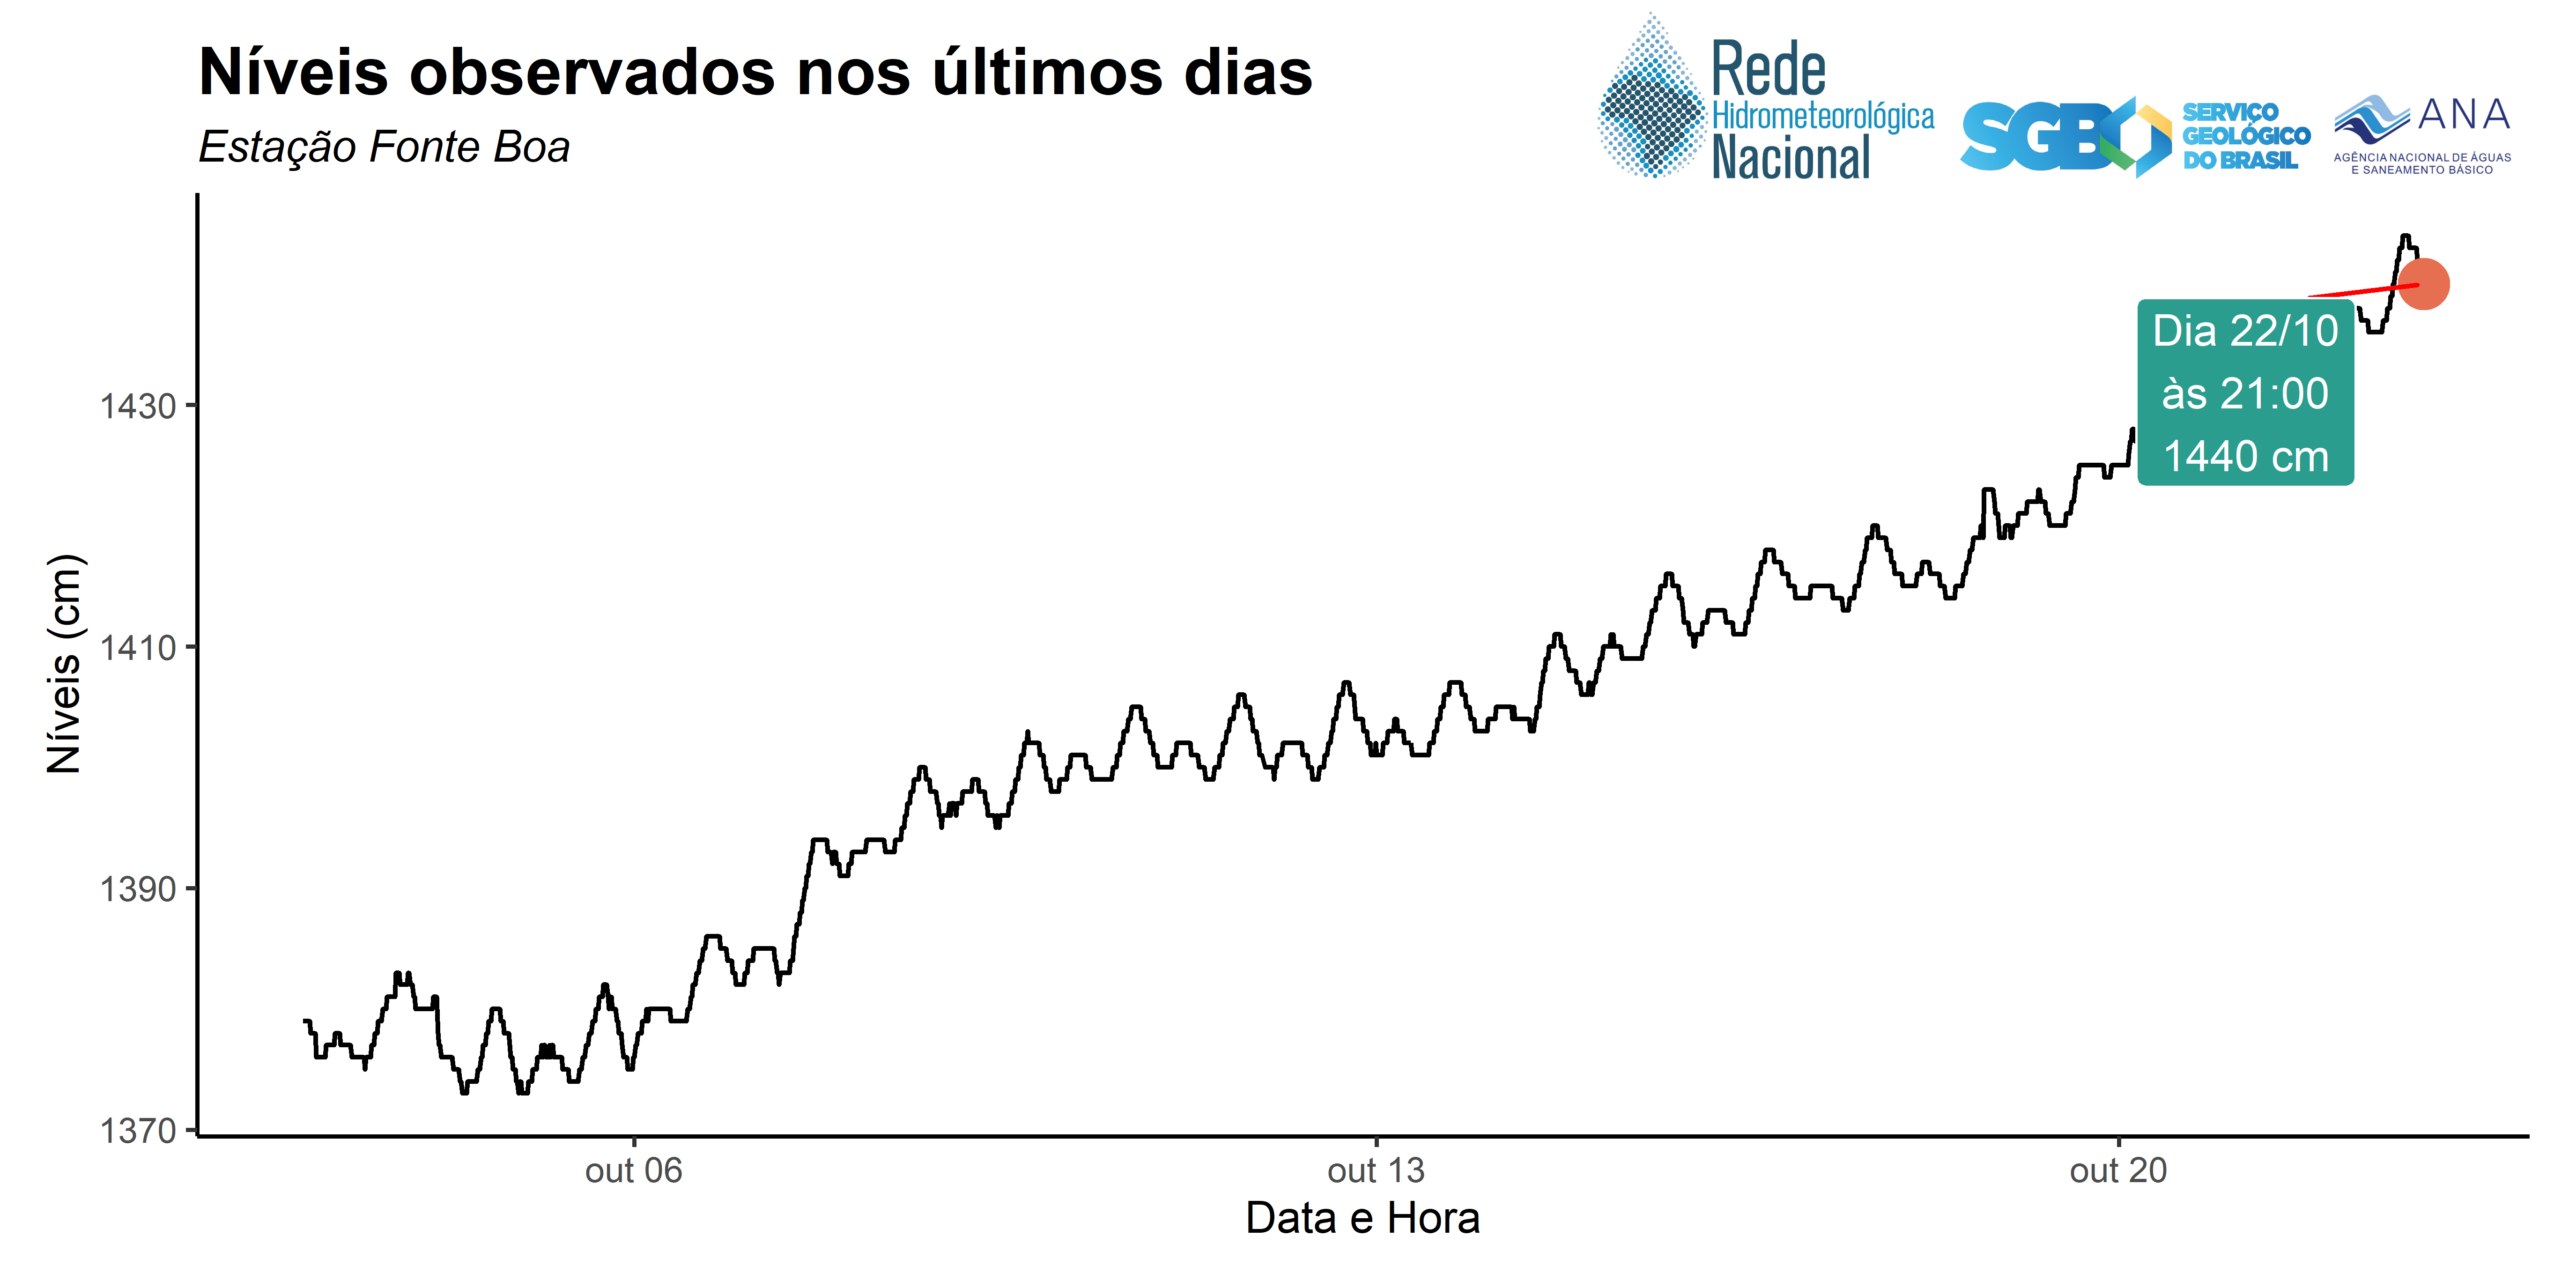 Níveis observados nos últimos dias
Estação Fonte Boa
Rede
Hidrometeorológica
Nacional
SGB
SERVIÇO
GEOLÓGICO
DO BRASIL
ANA
AGÊNCIA NACIONAL DE ÁGUAS
E SANEAMENTO BÁSICO
Dia 22/10
às 21:00
1440 cm
Níveis (cm)
1430
1410
1390
1370
out 06
out 13
out 20
Data e Hora